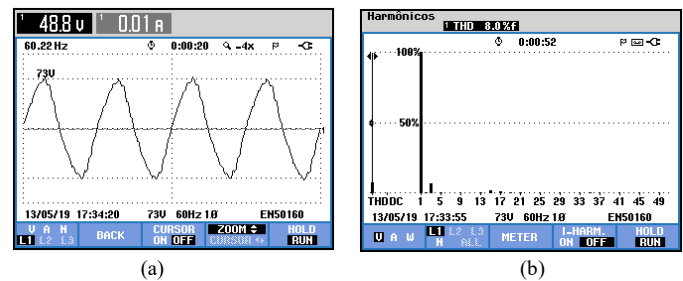 1 48.8 U 1 0.01 A
60.22 Hz 0:00:20 -4x P
73U
1
13/05/19 17:34:20 73U 60Hz 1Ø EN50160
U A N
L1 L2 L3
BACK
CURSOR
ON OFF
ZOOM
CURSOR
HOLD
RUN
(a)
Harmônicos
1 THD 8.0%f
0:00:52 P
100%
50%
THDDC 1 5 9 13 17 21 25 29 33 37 41 45 49
13/05/19 17:33:55 73U 60Hz 1Ø EN50160
U A W
L1 L2 L3
N ALL
METER
I-HARM.
ON OFF
HOLD
RUN
(b)